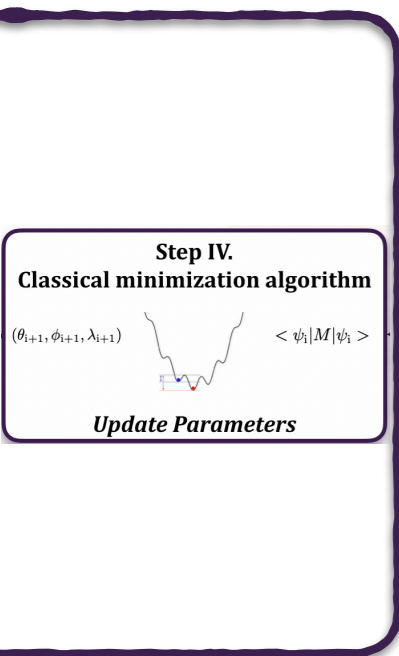 Step IV.
Classical minimization algorithm
(θi+1, ϕi+1, λi+1)
< ψi|M|ψi >
Update Parameters